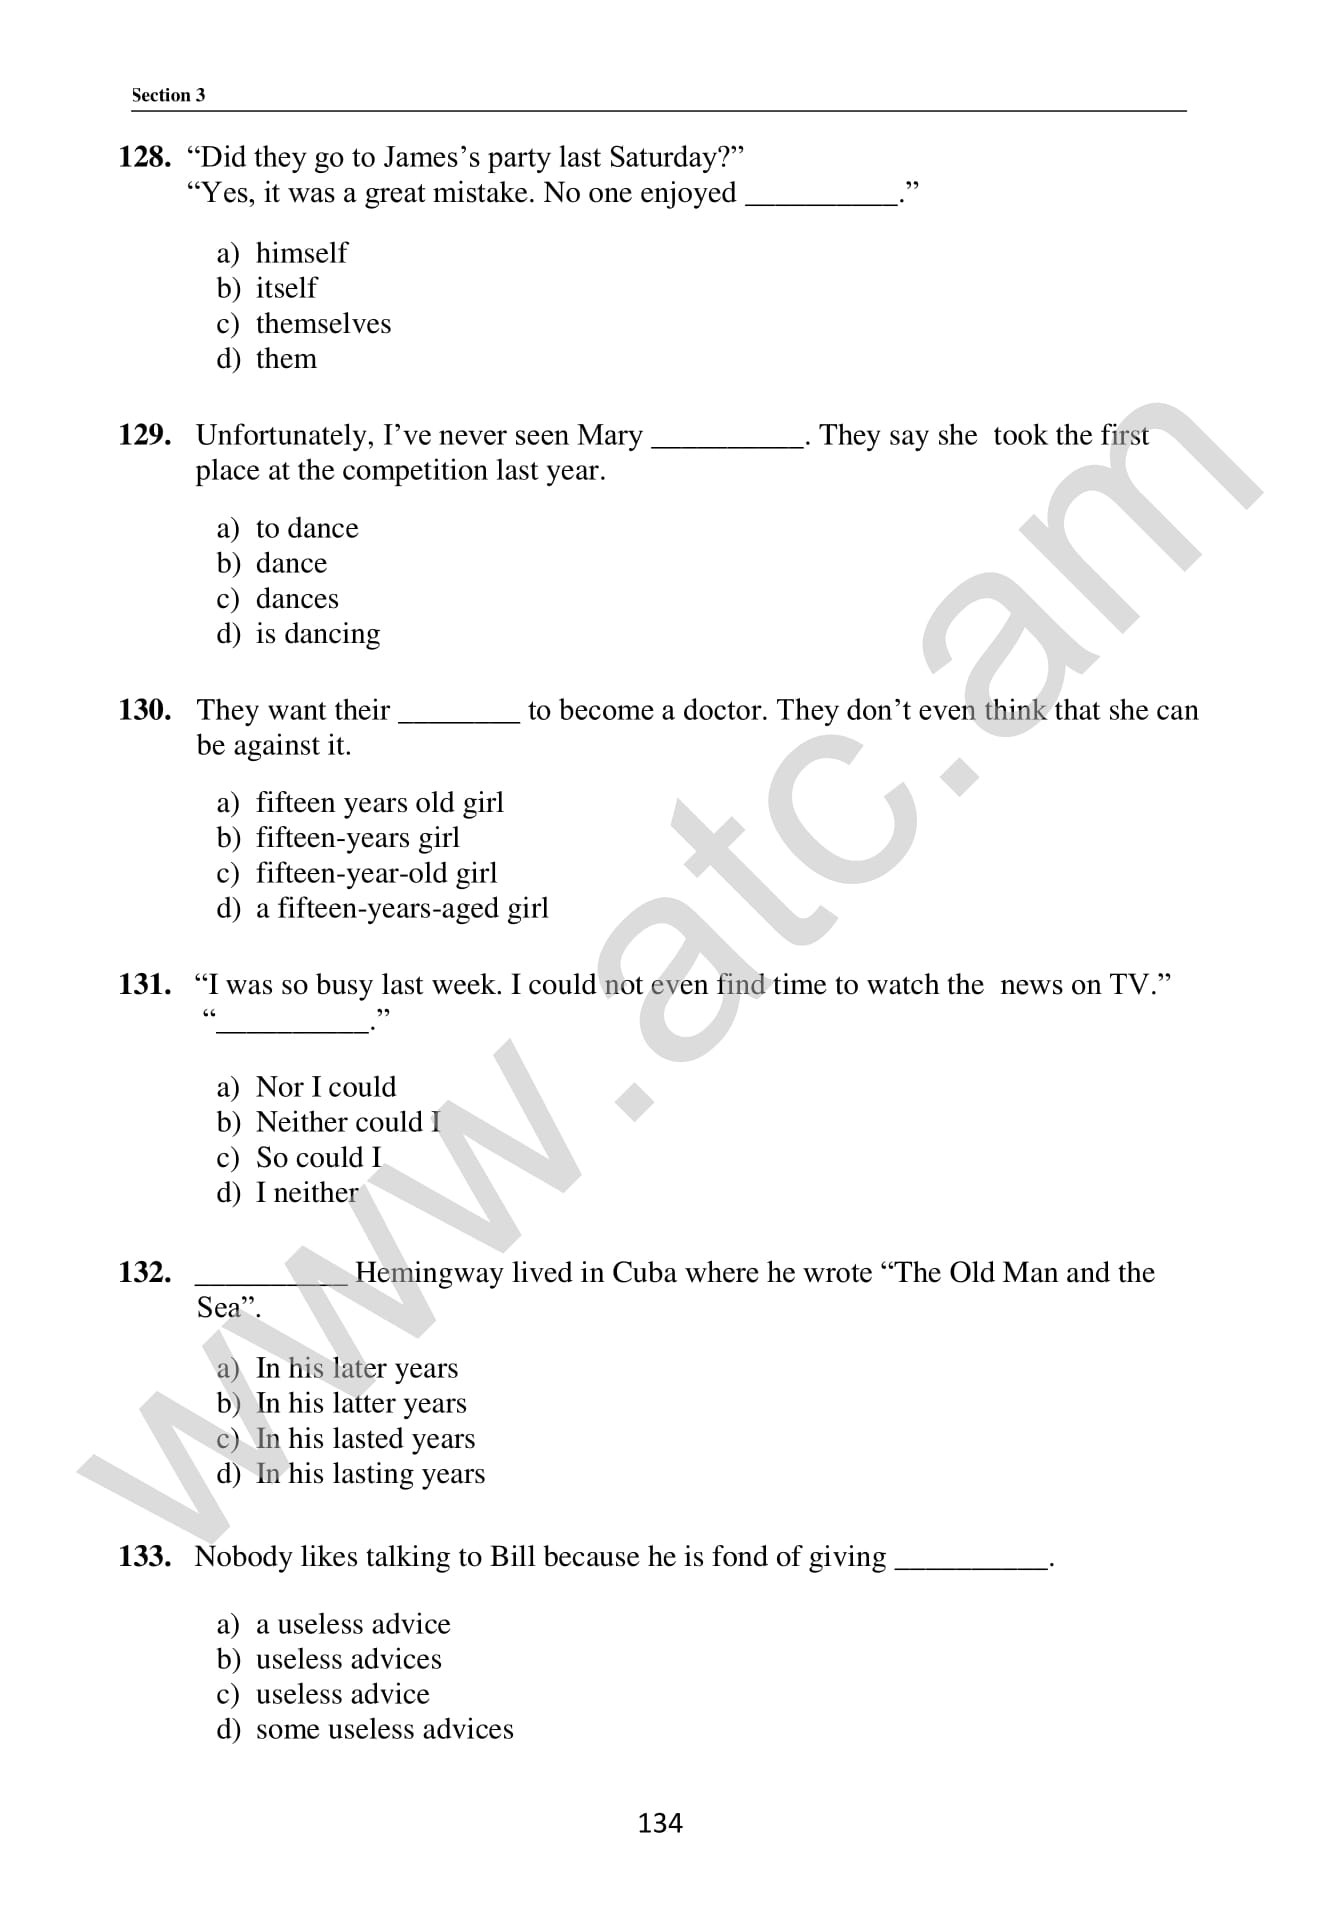 Section 3
128. “Did they go to James’s party last Saturday?”
“Yes, it was a great mistake. No one enjoyed __________.”
a) himself
b) itself
c) themselves
d) them
129. Unfortunately, I’ve never seen Mary __________. They say she took the first
place at the competition last year.
a) to dance
b) dance
c) dances
d) is dancing
130. They want their ________ to become a doctor. They don’t even think that she can
be against it.
a) fifteen years old girl
b) fifteen-years girl
c) fifteen-year-old girl
d) a fifteen-years-aged girl
131. “I was so busy last week. I could not even find time to watch the news on TV.”
“__________.”
a) Nor I could
b) Neither could I
c) So could I
d) I neither
132. __________ Hemingway lived in Cuba where he wrote “The Old Man and the
Sea”.
a) In his later years
b) In his latter years
c) In his lasted years
d) In his lasting years
133. Nobody likes talking to Bill because he is fond of giving __________.
a) a useless advice
b) useless advices
c) useless advice
d) some useless advices
134
www.atc.am